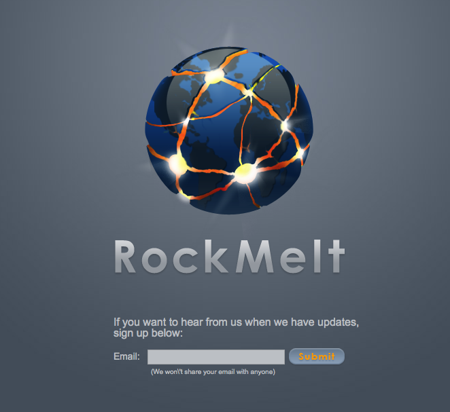 RockMelt
If you want to hear from us when we have updates,
sign up below:
Email:
Submit
(We won't share your email with anyone)